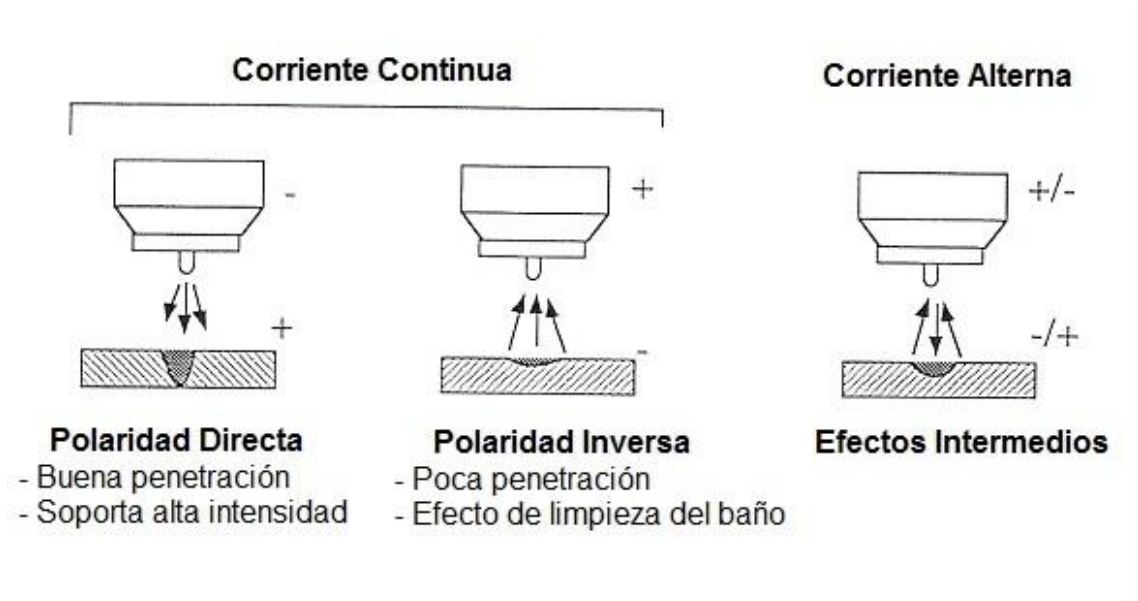 Corriente Continua
Corriente Alterna
-
+
+/-
+
-
-/+
Polaridad Directa
- Buena penetración
- Soporta alta intensidad
Polaridad Inversa
- Poca penetración
- Efecto de limpieza del baño
Efectos Intermedios